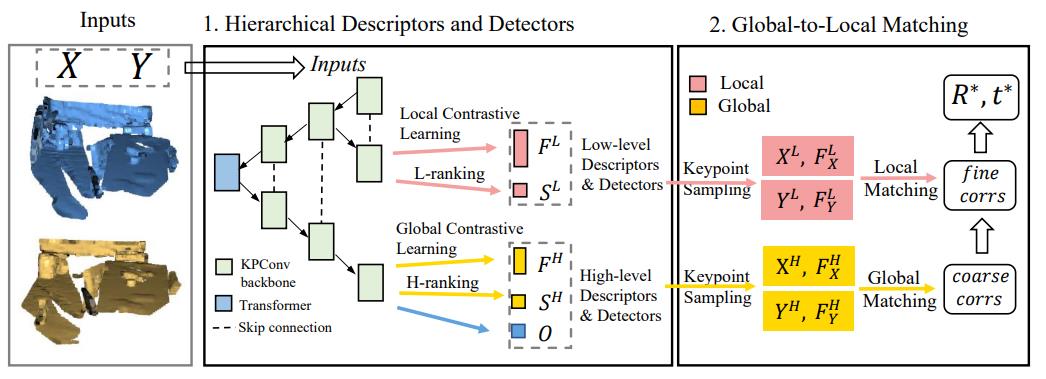 Inputs
X Y
1. Hierarchical Descriptors and Detectors
Inputs
Local Contrastive
Learning
L-ranking
F^L
S^L
Low-level
Descriptors
& Detectors
Global Contrastive
Learning
H-ranking
F^H
S^H
O
High-level
Descriptors
& Detectors
KPConv
backbone
Transformer
Skip connection
2. Global-to-Local Matching
Local
Global
Keypoint
Sampling
X^L, F_X^L
Y^L, F_Y^L
Local
Matching
R*, t*
fine
corrs
Keypoint
Sampling
X^H, F_X^H
Y^H, F_Y^H
Global
Matching
coarse
corrs